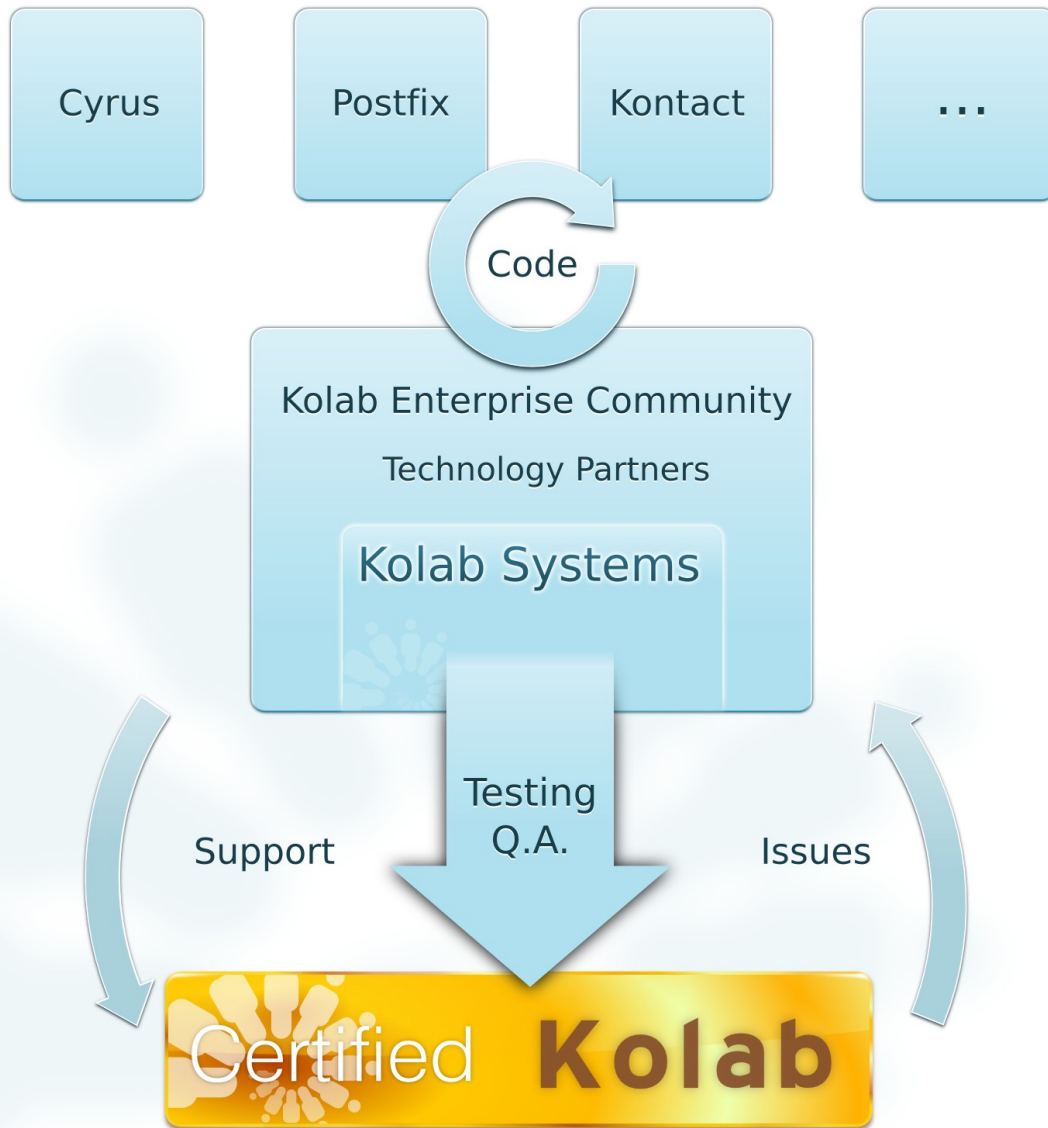 Cyrus
Postfix
Kontact
...
Code
Kolab Enterprise Community
Technology Partners
Kolab Systems
Testing
Q.A.
Support
Issues
Certified Kolab